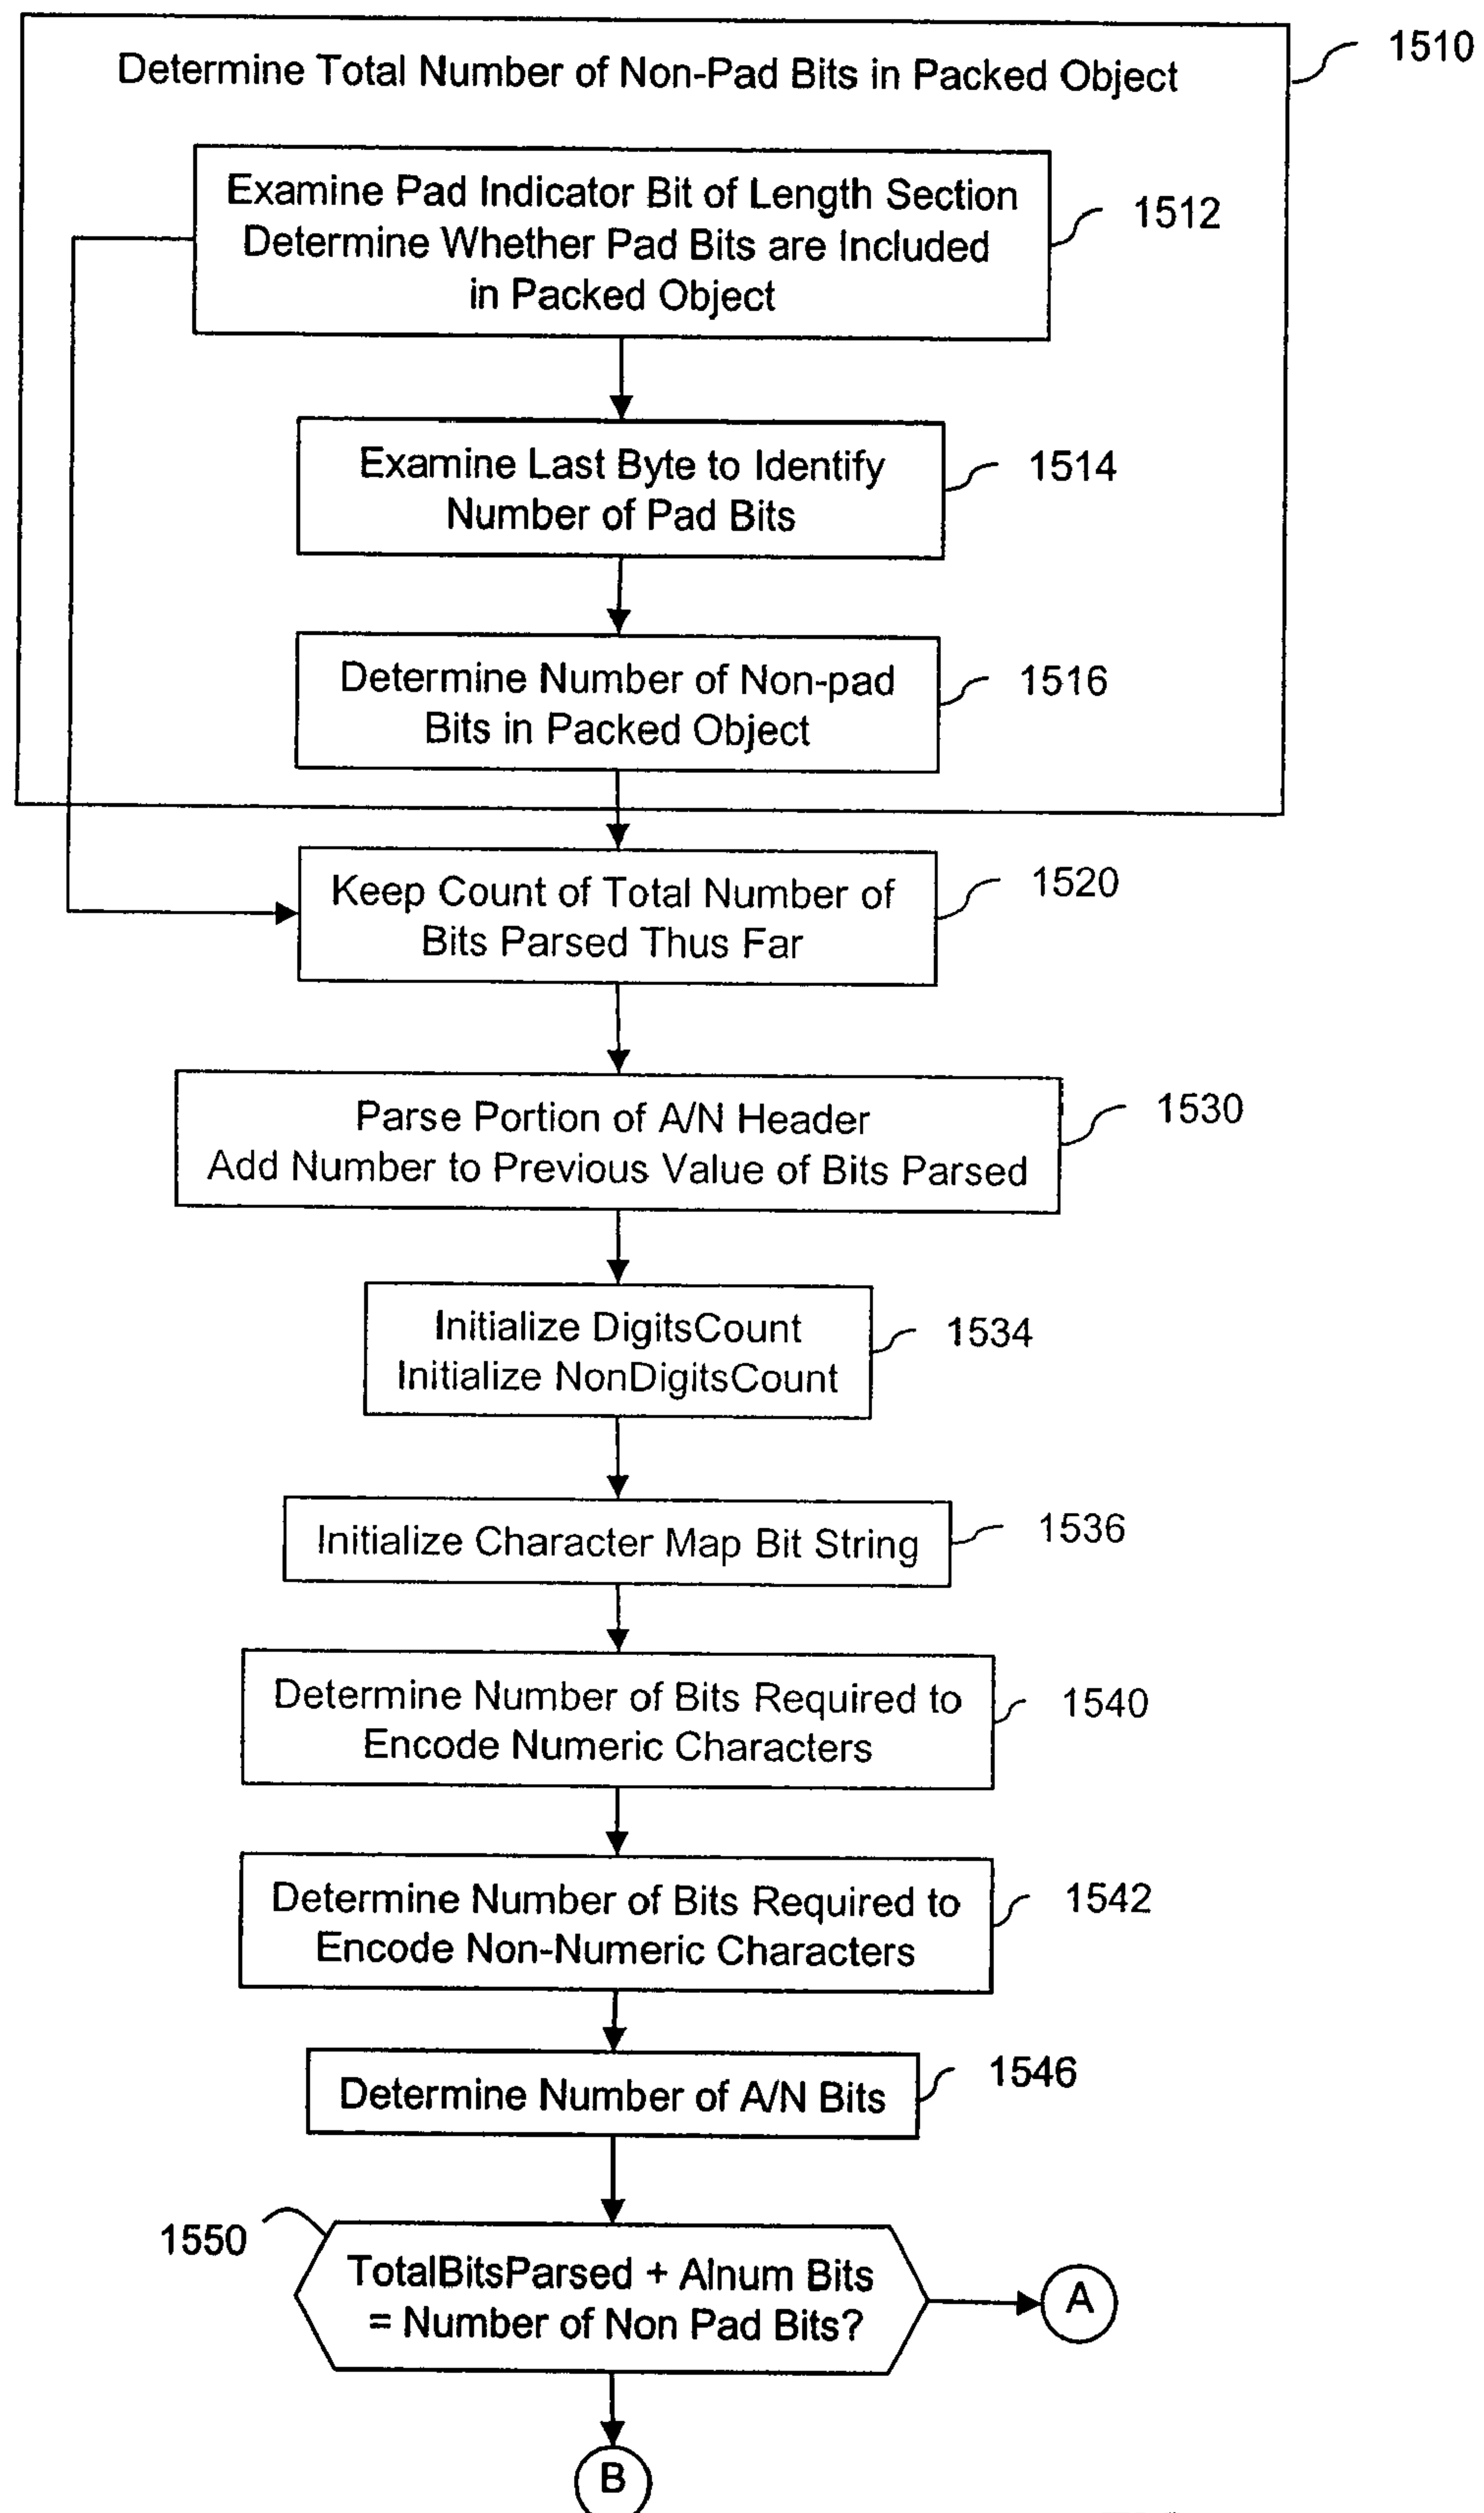 Determine Total Number of Non-Pad Bits in Packed Object
1510
Examine Pad Indicator Bit of Length Section
Determine Whether Pad Bits are Included
in Packed Object
1512
Examine Last Byte to Identify
Number of Pad Bits
1514
Determine Number of Non-pad
Bits in Packed Object
1516
Keep Count of Total Number of
Bits Parsed Thus Far
1520
Parse Portion of A/N Header
Add Number to Previous Value of Bits Parsed
1530
Initialize DigitsCount
Initialize NonDigitsCount
1534
Initialize Character Map Bit String
1536
Determine Number of Bits Required to
Encode Numeric Characters
1540
Determine Number of Bits Required to
Encode Non-Numeric Characters
1542
Determine Number of A/N Bits
1546
1550
TotalBitsParsed + Alnum Bits
= Number of Non Pad Bits?
A
B